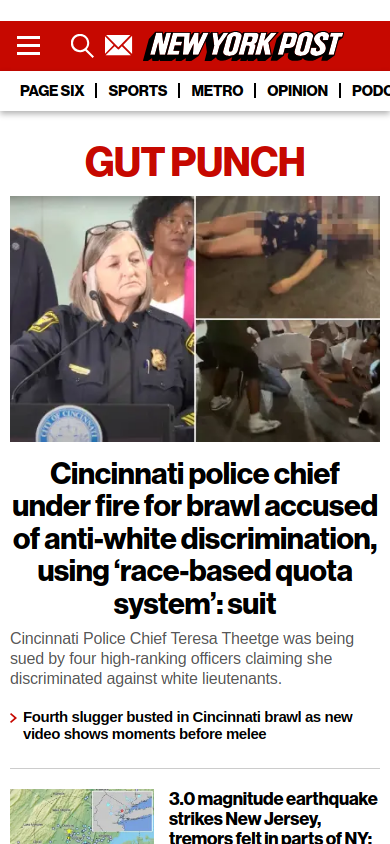 NEW YORK POST
PAGE SIX
SPORTS
METRO
OPINION
PODC
GUT PUNCH
CINCINNATI
Cincinnati police chief
under fire for brawl accused
of anti-white discrimination,
using ‘race-based quota
system’: suit
Cincinnati Police Chief Teresa Theetge was being
sued by four high-ranking officers claiming she
discriminated against white lieutenants.
Fourth slugger busted in Cincinnati brawl as new
video shows moments before melee
3.0 magnitude earthquake
strikes New Jersey,
tremors felt in parts of NY: